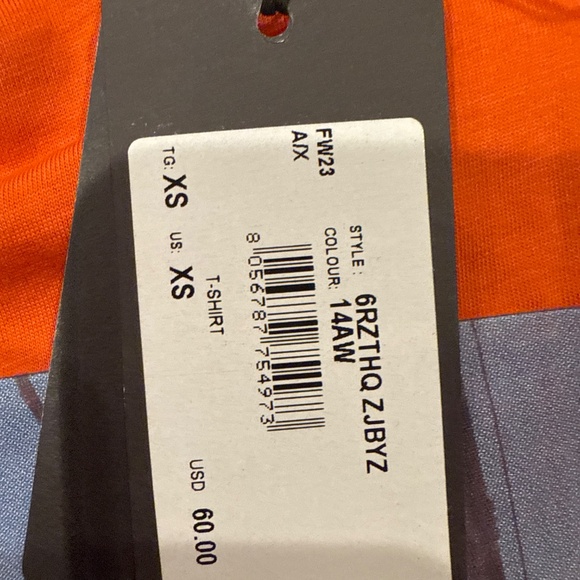 FW23
A/X
STYLE: 6RZTHQ ZJBYZ
COLOUR: 14AW
8 056787 754973
T-SHIRT
TG: XS US: XS
USD 60.00